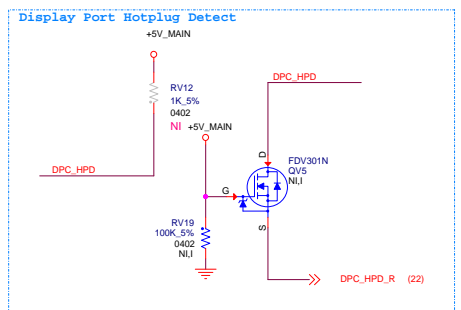 Display Port Hotplug Detect
+5V_MAIN
DPC_HPD
RV12
1K_5%
0402
NI
+5V_MAIN
DPC_HPD
D
FDV301N
QV5
NI,I
G
RV19
100K_5%
0402
NI,I
S
DPC_HPD_R (22)